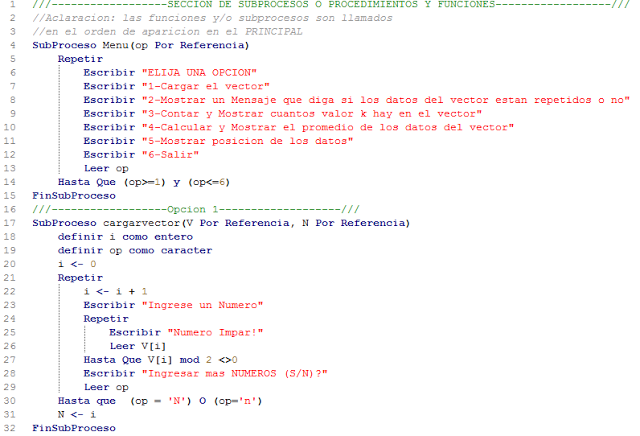 1 ///------------------SECCION DE SUBPROCESOS O PROCEDIMIENTOS Y FUNCIONES------------------///
2 //Aclaracion: las funciones y/o subprocesos son llamados
3 //en el orden de aparicion en el PRINCIPAL
4 SubProceso Menu(op Por Referencia)
5 Repetir
6 Escribir "ELIJA UNA OPCION"
7 Escribir "1-Cargar el vector"
8 Escribir "2-Mostrar un Mensaje que diga si los datos del vector estan repetidos o no"
9 Escribir "3-Contar y Mostrar cuantos valor k hay en el vector"
10 Escribir "4-Calcular y Mostrar el promedio de los datos del vector"
11 Escribir "5-Mostrar posicion de los datos"
12 Escribir "6-Salir"
13 Leer op
14 Hasta Que (op>=1) y (op<=6)
15 FinSubProceso
16 ///------------------Opcion 1-------------------///
17 SubProceso cargarvector(V Por Referencia, N Por Referencia)
18 definir i como entero
19 definir op como caracter
20 i <- 0
21 Repetir
22 i <- i + 1
23 Escribir "Ingrese un Numero"
24 Repetir
25 Escribir "Numero Impar!"
26 Leer V[i]
27 Hasta Que V[i] mod 2 <>0
28 Escribir "Ingresar mas NUMEROS (S/N)?"
29 Leer op
30 Hasta que (op = 'N') O (op='n')
31 N <- i
32 FinSubProceso